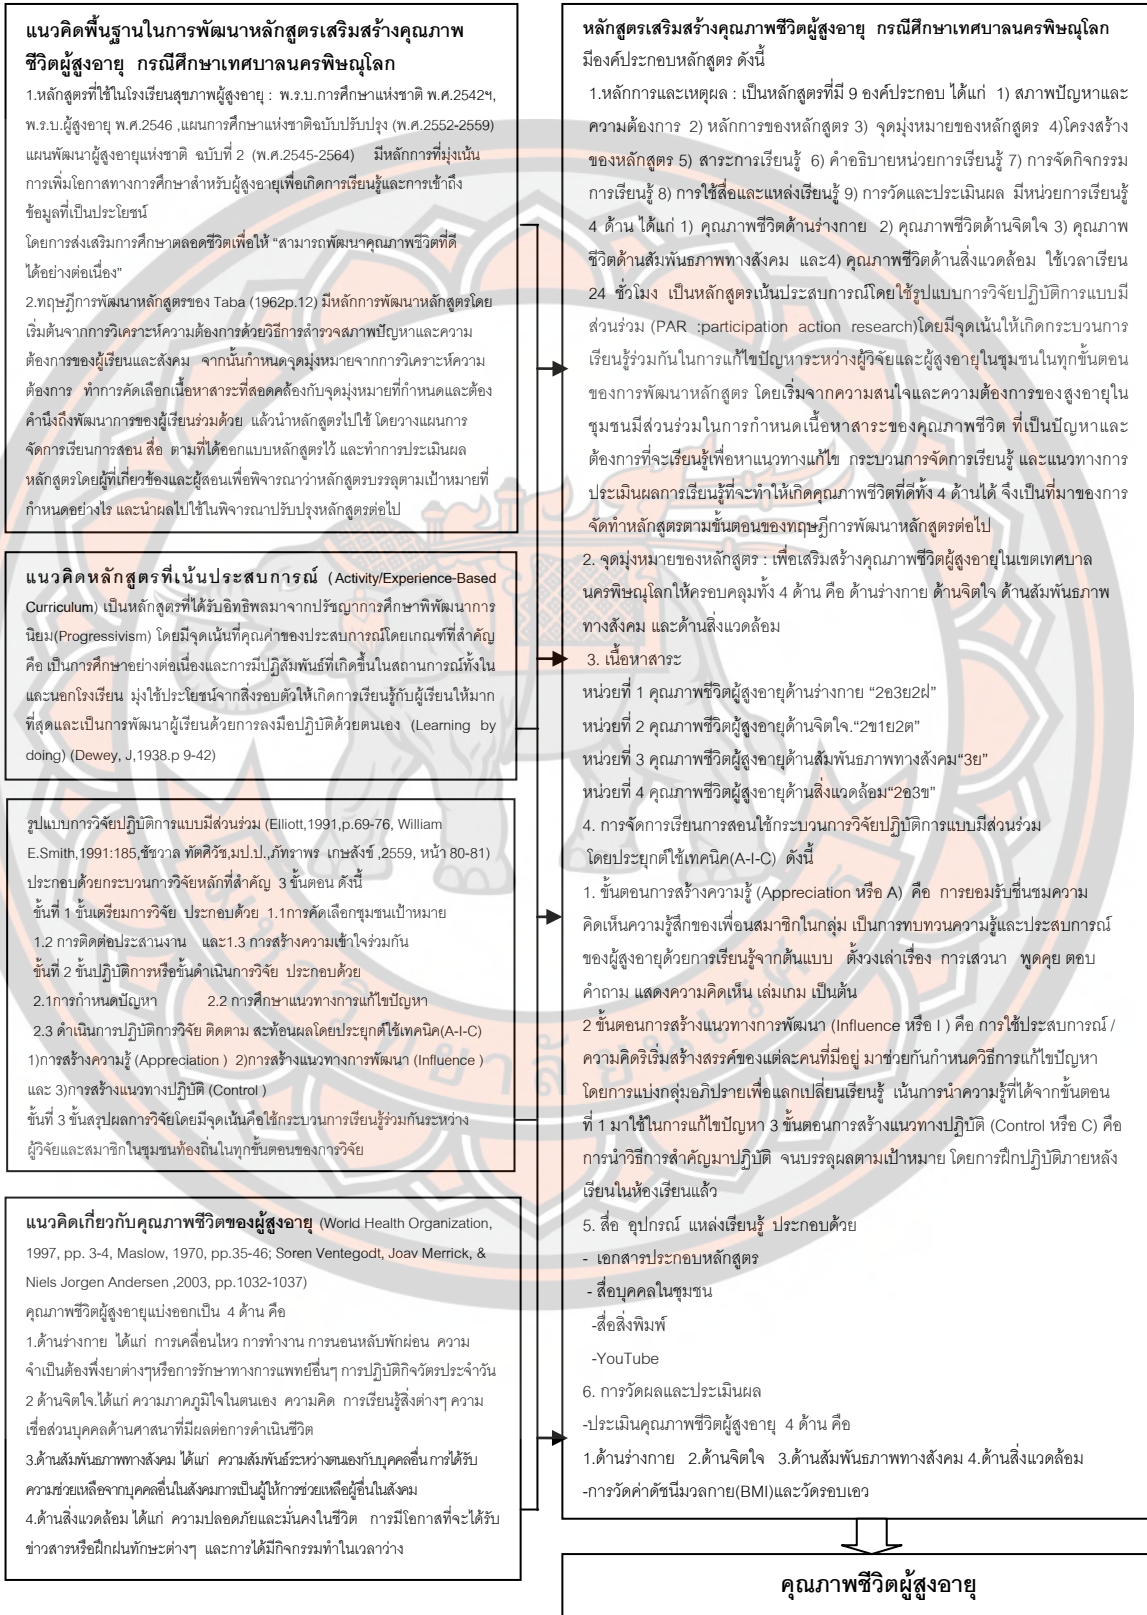 แนวคิดพื้นฐานในการพัฒนาหลักสูตรเสริมสร้างคุณภาพ
ชีวิตผู้สูงอายุ กรณีศึกษาเทศบาลนครพิษณุโลก
1.หลักสูตรที่ใช้ในโรงเรียนสุขภาพผู้สูงอายุ : พ.ร.บ.การศึกษาแห่งชาติ พ.ศ.2542ฯ,
พ.ร.บ.ผู้สูงอายุ พ.ศ.2546 ,แผนการศึกษาแห่งชาติฉบับปรับปรุง (พ.ศ.2552-2559)
แผนพัฒนาผู้สูงอายุแห่งชาติ ฉบับที่ 2 (พ.ศ.2545-2564) มีหลักการที่มุ่งเน้น
การเพิ่มโอกาสทางการศึกษาสำหรับผู้สูงอายุเพื่อเกิดการเรียนรู้และการเข้าถึง
ข้อมูลที่เป็นประโยชน์
โดยการส่งเสริมการศึกษาตลอดชีวิตเพื่อให้ “สามารถพัฒนาคุณภาพชีวิตที่ดี
ได้อย่างต่อเนื่อง”
2.ทฤษฎีการพัฒนาหลักสูตรของ Taba (1962p.12) มีหลักการพัฒนาหลักสูตรโดย
เริ่มต้นจากการวิเคราะห์ความต้องการด้วยวิธีการสำรวจสภาพปัญหาและความ
ต้องการของผู้เรียนและสังคม จากนั้นกำหนดจุดมุ่งหมายจากการวิเคราะห์ความ
ต้องการ ทำการคัดเลือกเนื้อหาสาระที่สอดคล้องกับจุดมุ่งหมายที่กำหนดและต้อง
คำนึงถึงพัฒนาการของผู้เรียนร่วมด้วย แล้วนำหลักสูตรไปใช้ โดยวางแผนการ
จัดการเรียนการสอน สื่อ ตามที่ได้ออกแบบหลักสูตรไว้ และทำการประเมินผล
หลักสูตรโดยผู้ที่เกี่ยวข้องและผู้สอนเพื่อพิจารณาว่าหลักสูตรบรรลุตามเป้าหมายที่
กำหนดอย่างไร และนำผลไปใช้ในพิจารณาปรับปรุงหลักสูตรต่อไป
แนวคิดหลักสูตรที่เน้นประสบการณ์ (Activity/Experience-Based
Curriculum) เป็นหลักสูตรที่ได้รับอิทธิพลมาจากปรัชญาการศึกษาพิพัฒนาการ
นิยม(Progressivism) โดยมีจุดเน้นที่คุณค่าของประสบการณ์โดยเกณฑ์ที่สำคัญ
คือ เป็นการศึกษาอย่างต่อเนื่องและการมีปฏิสัมพันธ์ที่เกิดขึ้นในสถานการณ์ทั้งใน
และนอกโรงเรียน มุ่งใช้ประโยชน์จากสิ่งรอบตัวให้เกิดการเรียนรู้กับผู้เรียนให้มาก
ที่สุดและเป็นการพัฒนาผู้เรียนด้วยการลงมือปฏิบัติด้วยตนเอง (Learning by
doing) (Dewey, J,1938.p 9-42)
รูปแบบการวิจัยปฏิบัติการแบบมีส่วนร่วม (Elliott,1991,p.69-76, William
E.Smith,1991:185,ชัชวาล ทัตศิวัช,มป.ป.,ภัทราพร เกษสังข์ ,2559, หน้า 80-81)
ประกอบด้วยกระบวนการวิจัยหลักที่สำคัญ 3 ขั้นตอน ดังนี้
ขั้นที่ 1 ขั้นเตรียมการวิจัย ประกอบด้วย 1.1การคัดเลือกชุมชนเป้าหมาย
1.2 การติดต่อประสานงาน และ1.3 การสร้างความเข้าใจร่วมกัน
ขั้นที่ 2 ขั้นปฏิบัติการหรือขั้นดำเนินการวิจัย ประกอบด้วย
2.1การกำหนดปัญหา 2.2 การศึกษาแนวทางการแก้ไขปัญหา
2.3 ดำเนินการปฏิบัติการวิจัย ติดตาม สะท้อนผลโดยประยุกต์ใช้เทคนิค(A-I-C)
1)การสร้างความรู้ (Appreciation ) 2)การสร้างแนวทางการพัฒนา (Influence )
และ 3)การสร้างแนวทางปฏิบัติ (Control )
ขั้นที่ 3 ขั้นสรุปผลการวิจัยโดยมีจุดเน้นคือใช้กระบวนการเรียนรู้ร่วมกันระหว่าง
ผู้วิจัยและสมาชิกในชุมชนท้องถิ่นในทุกขั้นตอนของการวิจัย
แนวคิดเกี่ยวกับคุณภาพชีวิตของผู้สูงอายุ (World Health Organization,
1997, pp. 3-4, Maslow, 1970, pp.35-46; Soren Ventegodt, Joav Merrick, &
Niels Jorgen Andersen ,2003, pp.1032-1037)
คุณภาพชีวิตผู้สูงอายุแบ่งออกเป็น 4 ด้าน คือ
1.ด้านร่างกาย ได้แก่ การเคลื่อนไหว การทำงาน การนอนหลับพักผ่อน ความ
จำเป็นต้องพึ่งยาต่างๆหรือการรักษาทางการแพทย์อื่นๆ การปฏิบัติกิจวัตรประจำวัน
2 ด้านจิตใจ.ได้แก่ ความภาคภูมิใจในตนเอง ความคิด การเรียนรู้สิ่งต่างๆ ความ
เชื่อส่วนบุคคลด้านศาสนาที่มีผลต่อการดำเนินชีวิต
3.ด้านสัมพันธภาพทางสังคม ได้แก่ ความสัมพันธ์ระหว่างตนเองกับบุคคลอื่น การได้รับ
ความช่วยเหลือจากบุคคลอื่นในสังคมการเป็นผู้ให้การช่วยเหลือผู้อื่นในสังคม
4.ด้านสิ่งแวดล้อม ได้แก่ ความปลอดภัยและมั่นคงในชีวิต การมีโอกาสที่จะได้รับ
ข่าวสารหรือฝึกฝนทักษะต่างๆ และการได้มีกิจกรรมทำในเวลาว่าง
หลักสูตรเสริมสร้างคุณภาพชีวิตผู้สูงอายุ กรณีศึกษาเทศบาลนครพิษณุโลก
มีองค์ประกอบหลักสูตร ดังนี้
1.หลักการและเหตุผล : เป็นหลักสูตรที่มี 9 องค์ประกอบ ได้แก่ 1) สภาพปัญหาและ
ความต้องการ 2) หลักการของหลักสูตร 3) จุดมุ่งหมายของหลักสูตร 4)โครงสร้าง
ของหลักสูตร 5) สาระการเรียนรู้ 6) คำอธิบายหน่วยการเรียนรู้ 7) การจัดกิจกรรม
การเรียนรู้ 8) การใช้สื่อและแหล่งเรียนรู้ 9) การวัดและประเมินผล มีหน่วยการเรียนรู้
4 ด้าน ได้แก่ 1) คุณภาพชีวิตด้านร่างกาย 2) คุณภาพชีวิตด้านจิตใจ 3) คุณภาพ
ชีวิตด้านสัมพันธภาพทางสังคม และ4) คุณภาพชีวิตด้านสิ่งแวดล้อม ใช้เวลาเรียน
24 ชั่วโมง เป็นหลักสูตรเน้นประสบการณ์โดยใช้รูปแบบการวิจัยปฏิบัติการแบบมี
ส่วนร่วม (PAR :participation action research)โดยมีจุดเน้นให้เกิดกระบวนการ
เรียนรู้ร่วมกันในการแก้ไขปัญหาระหว่างผู้วิจัยและผู้สูงอายุในชุมชนในทุกขั้นตอน
ของการพัฒนาหลักสูตร โดยเริ่มจากความสนใจและความต้องการของสูงอายุใน
ชุมชนมีส่วนร่วมในการกำหนดเนื้อหาสาระของคุณภาพชีวิต ที่เป็นปัญหาและ
ต้องการที่จะเรียนรู้เพื่อหาแนวทางแก้ไข กระบวนการจัดการเรียนรู้ และแนวทางการ
ประเมินผลการเรียนรู้ที่จะทำให้เกิดคุณภาพชีวิตที่ดีทั้ง 4 ด้านได้ จึงเป็นที่มาของการ
จัดทำหลักสูตรตามขั้นตอนของทฤษฎีการพัฒนาหลักสูตรต่อไป
2. จุดมุ่งหมายของหลักสูตร : เพื่อเสริมสร้างคุณภาพชีวิตผู้สูงอายุในเขตเทศบาล
นครพิษณุโลกให้ครอบคลุมทั้ง 4 ด้าน คือ ด้านร่างกาย ด้านจิตใจ ด้านสัมพันธภาพ
ทางสังคม และด้านสิ่งแวดล้อม
3. เนื้อหาสาระ
หน่วยที่ 1 คุณภาพชีวิตผู้สูงอายุด้านร่างกาย “2อ3ย2ฝ”
หน่วยที่ 2 คุณภาพชีวิตผู้สูงอายุด้านจิตใจ.“2ข1ย2ต”
หน่วยที่ 3 คุณภาพชีวิตผู้สูงอายุด้านสัมพันธภาพทางสังคม“3ย”
หน่วยที่ 4 คุณภาพชีวิตผู้สูงอายุด้านสิ่งแวดล้อม“2อ3ข”
4. การจัดการเรียนการสอนใช้กระบวนการวิจัยปฏิบัติการแบบมีส่วนร่วม
โดยประยุกต์ใช้เทคนิค(A-I-C) ดังนี้
1. ขั้นตอนการสร้างความรู้ (Appreciation หรือ A) คือ การยอมรับชื่นชมความ
คิดเห็นความรู้สึกของเพื่อนสมาชิกในกลุ่ม เป็นการทบทวนความรู้และประสบการณ์
ของผู้สูงอายุด้วยการเรียนรู้จากต้นแบบ ตั้งวงเล่าเรื่อง การเสวนา พูดคุย ตอบ
คำถาม แสดงความคิดเห็น เล่มเกม เป็นต้น
2 ขั้นตอนการสร้างแนวทางการพัฒนา (Influence หรือ I ) คือ การใช้ประสบการณ์ /
ความคิดริเริ่มสร้างสรรค์ของแต่ละคนที่มีอยู่ มาช่วยกันกำหนดวิธีการแก้ไขปัญหา
โดยการแบ่งกลุ่มอภิปรายเพื่อแลกเปลี่ยนเรียนรู้ เน้นการนำความรู้ที่ได้จากขั้นตอน
ที่ 1 มาใช้ในการแก้ไขปัญหา 3 ขั้นตอนการสร้างแนวทางปฏิบัติ (Control หรือ C) คือ
การนำวิธีการสำคัญมาปฏิบัติ จนบรรลุผลตามเป้าหมาย โดยการฝึกปฏิบัติภายหลัง
เรียนในห้องเรียนแล้ว
5. สื่อ อุปกรณ์ แหล่งเรียนรู้ ประกอบด้วย
- เอกสารประกอบหลักสูตร
- สื่อบุคคลในชุมชน
-สื่อสิ่งพิมพ์
-YouTube
6. การวัดผลและประเมินผล
-ประเมินคุณภาพชีวิตผู้สูงอายุ 4 ด้าน คือ
1.ด้านร่างกาย 2.ด้านจิตใจ 3.ด้านสัมพันธภาพทางสังคม 4.ด้านสิ่งแวดล้อม
-การวัดค่าดัชนีมวลกาย(BMI)และวัดรอบเอว
คุณภาพชีวิตผู้สูงอายุ